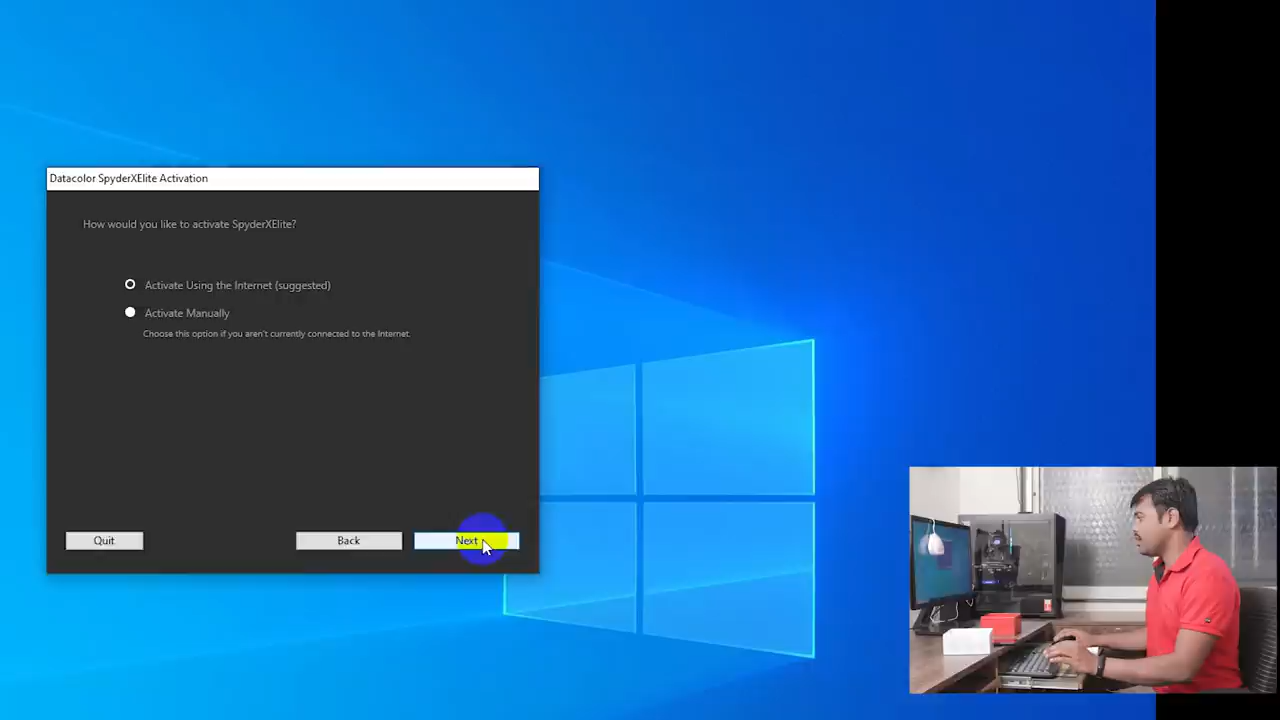 Datacolor SpyderXElite Activation
How would you like to activate SpyderXElite?
Activate Using the Internet (suggested)
Activate Manually
Choose this option if you aren't currently connected to the Internet.
Quit
Back
Next